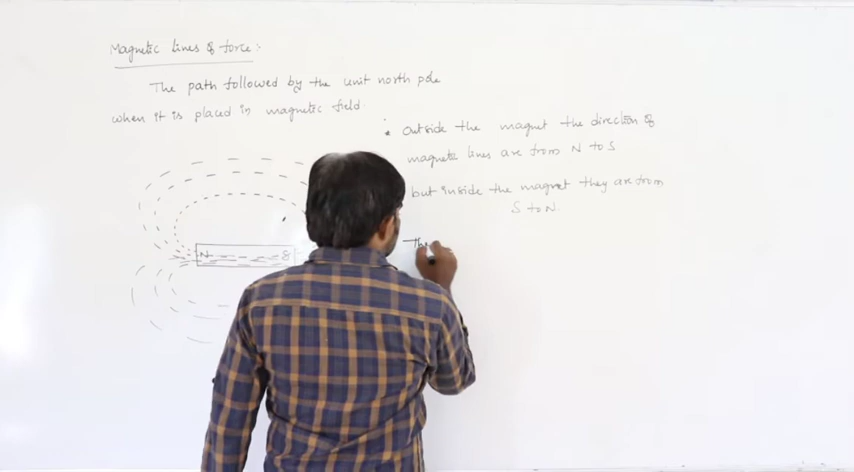 Magnetic Lines of force :-
The path followed by the unit north pole
when it is placed in magnetic field.
* Outside the magnet the direction of
magnetic lines are from N to S
but inside the magnet they are from
S to N.
The
N S